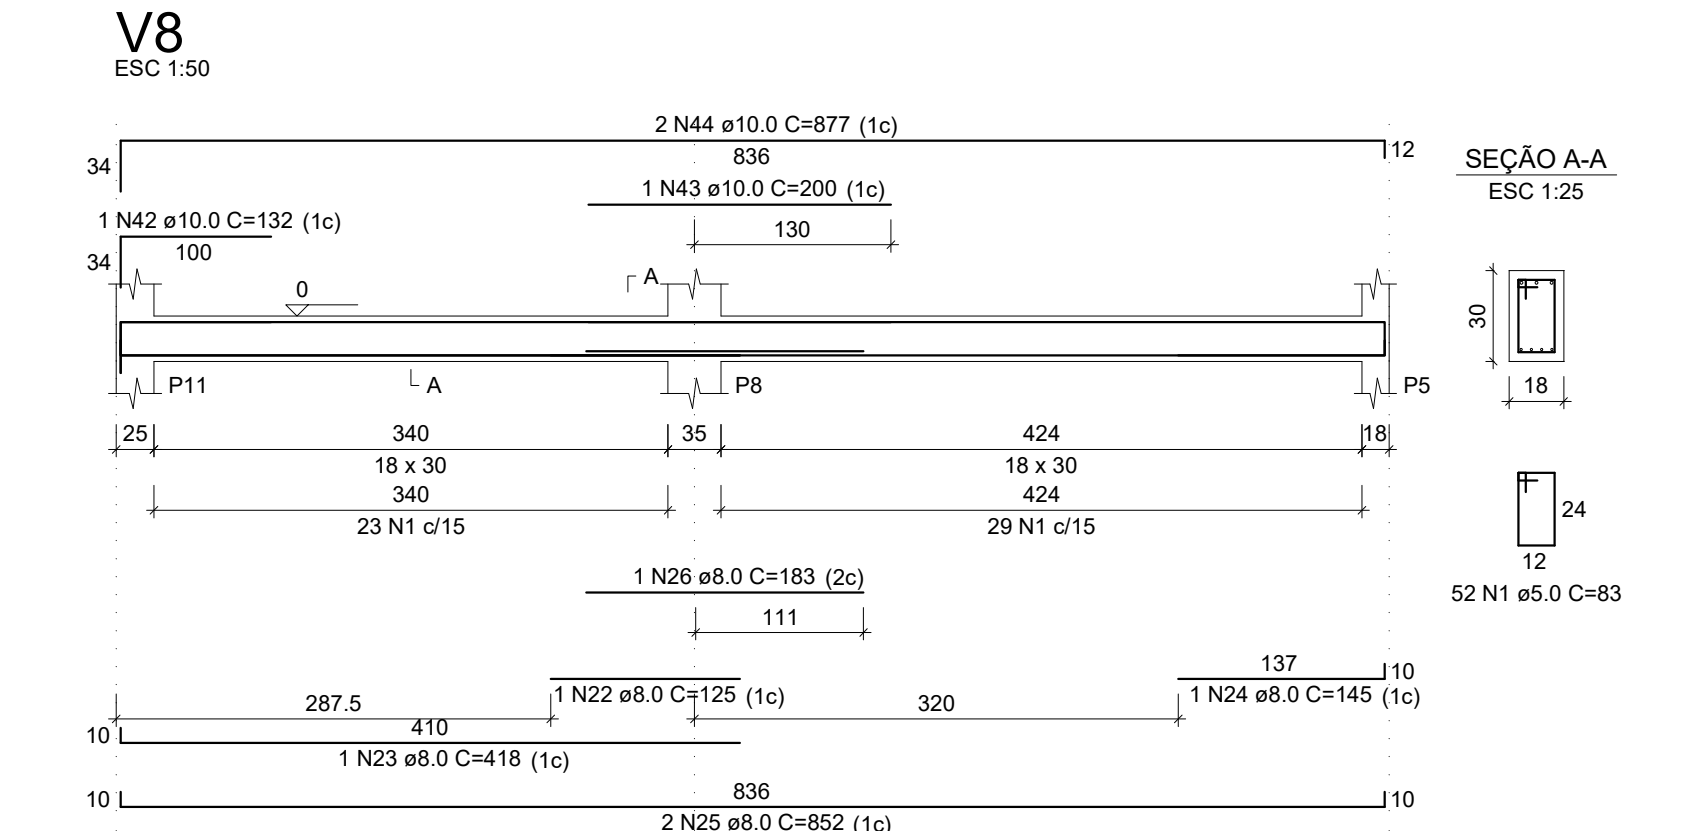 V8
ESC 1:50
2 N44 ø10.0 C=877 (1c)
34
836
12
1 N43 ø10.0 C=200 (1c)
130
1 N42 ø10.0 C=132 (1c)
100
34
SEÇÃO A-A
ESC 1:25
A
0
30
18
P11
A
P8
P5
25
340
35
424
18
18 x 30
18 x 30
340
424
23 N1 c/15
29 N1 c/15
24
12
52 N1 ø5.0 C=83
1 N26 ø8.0 C=183 (2c)
111
137
10
1 N22 ø8.0 C=125 (1c)
1 N24 ø8.0 C=145 (1c)
287.5
320
410
10
1 N23 ø8.0 C=418 (1c)
836
10
10
2 N25 ø8.0 C=852 (1c)